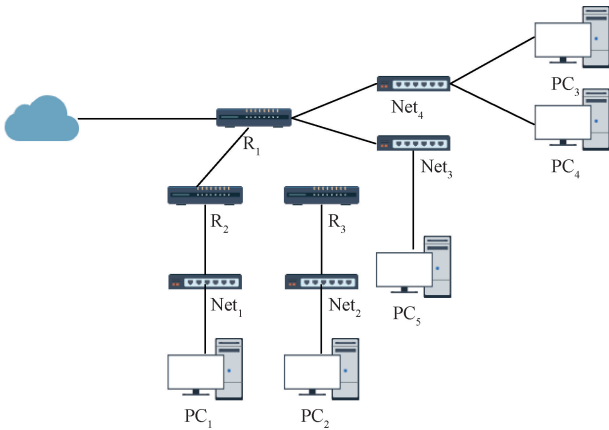 PC₃
Net₄
R₁
PC₄
Net₃
R₂
R₃
Net₁
Net₂
PC₅
PC₁
PC₂